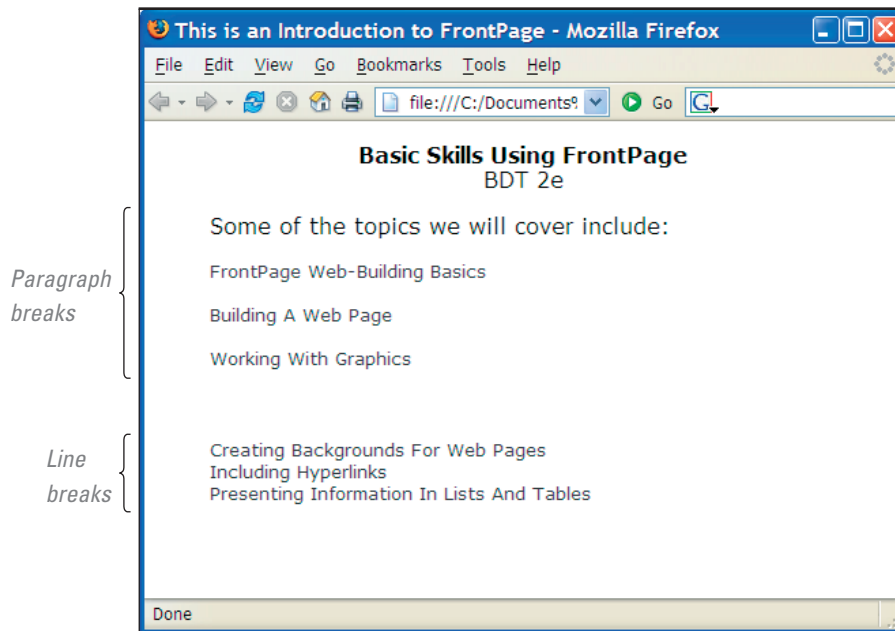 This is an Introduction to FrontPage - Mozilla Firefox
File Edit View Go Bookmarks Tools Help
file:///C:/Documents% Go G
Basic Skills Using FrontPage
BDT 2e
Some of the topics we will cover include:
FrontPage Web-Building Basics
Building A Web Page
Working With Graphics
Paragraph
breaks
Creating Backgrounds For Web Pages
Including Hyperlinks
Presenting Information In Lists And Tables
Line
breaks
Done